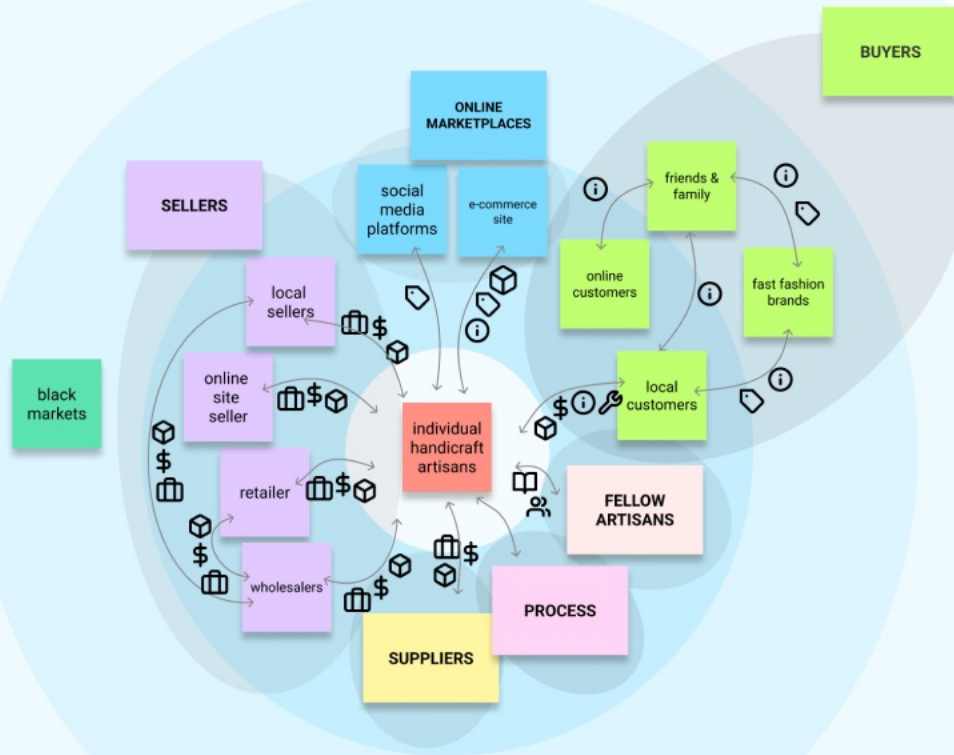 BUYERS
ONLINE
MARKETPLACES
SELLERS
social
media
platforms
e-commerce
site
friends &
family
online
customers
fast fashion
brands
local
sellers
online
site
seller
black
markets
local
customers
individual
handicraft
artisans
retailer
FELLOW
ARTISANS
wholesalers
PROCESS
SUPPLIERS
$
$
$
$
$
$
$
$